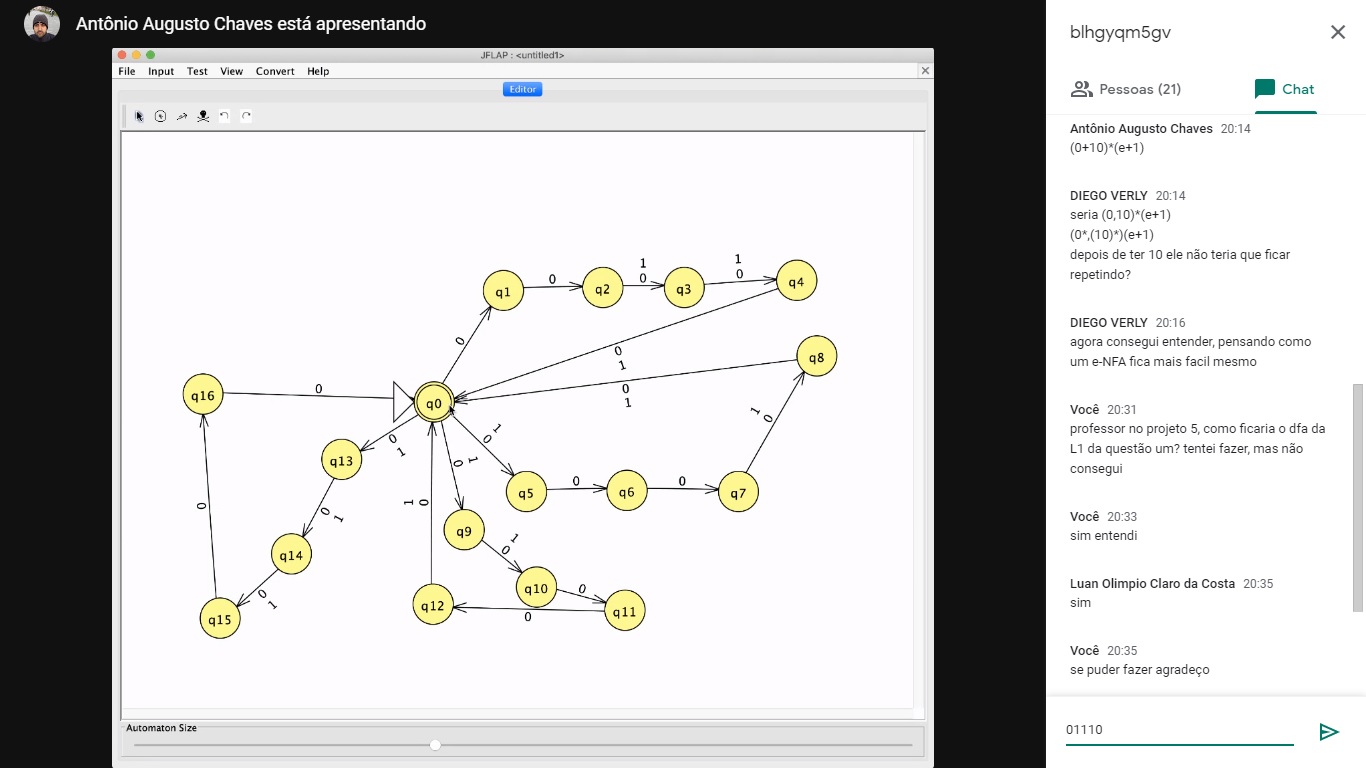 Antônio Augusto Chaves está apresentando
JFLAP : <untitled1>
File Input Test View Convert Help
Editor
q1
0
q2
1
0
q3
1
0
q4
0
0
1
q8
0
1
q16
0
q0
0
1
q13
1
0
1
0
1
0
q5
0
q6
0
q7
1
0
0
q9
0
1
q14
1
0
q10
0
q11
0
q12
0
1
q15
Automaton Size
blhgyqm5gv
Pessoas (21)
Chat
Antônio Augusto Chaves 20:14
(0+10)*(e+1)
DIEGO VERLY 20:14
seria (0,10)*(e+1)
(0*,(10)*)(e+1)
depois de ter 10 ele não teria que ficar
repetindo?
DIEGO VERLY 20:16
agora consegui entender, pensando como
um e-NFA fica mais facil mesmo
Você 20:31
professor no projeto 5, como ficaria o dfa da
L1 da questão um? tentei fazer, mas não
consegui
Você 20:33
sim entendi
Luan Olimpio Claro da Costa 20:35
sim
Você 20:35
se puder fazer agradeço
01110